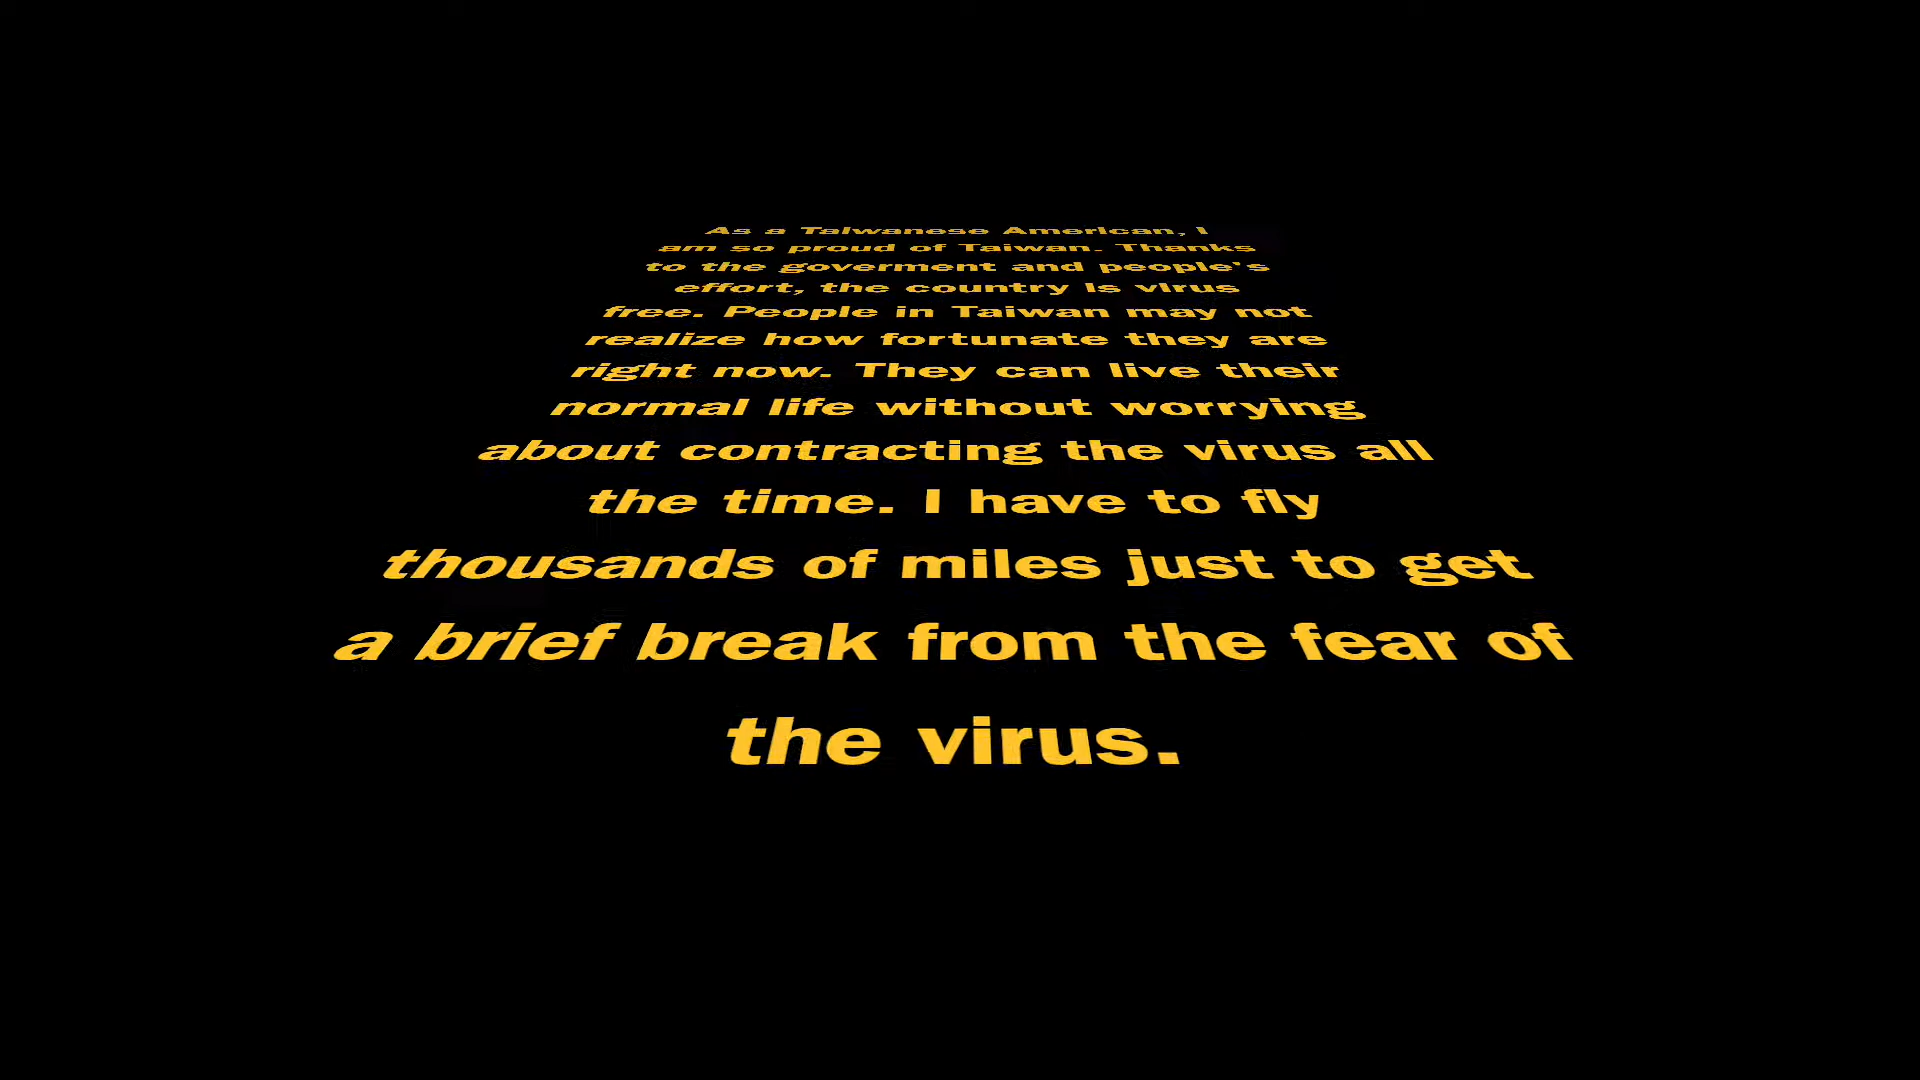 As a Taiwanese American, I
am so proud of Taiwan. Thanks
to the goverment and people's
effort, the country is virus
free. People in Taiwan may not
realize how fortunate they are
right now. They can live their
normal life without worrying
about contracting the virus all
the time. I have to fly
thousands of miles just to get
a brief break from the fear of
the virus.